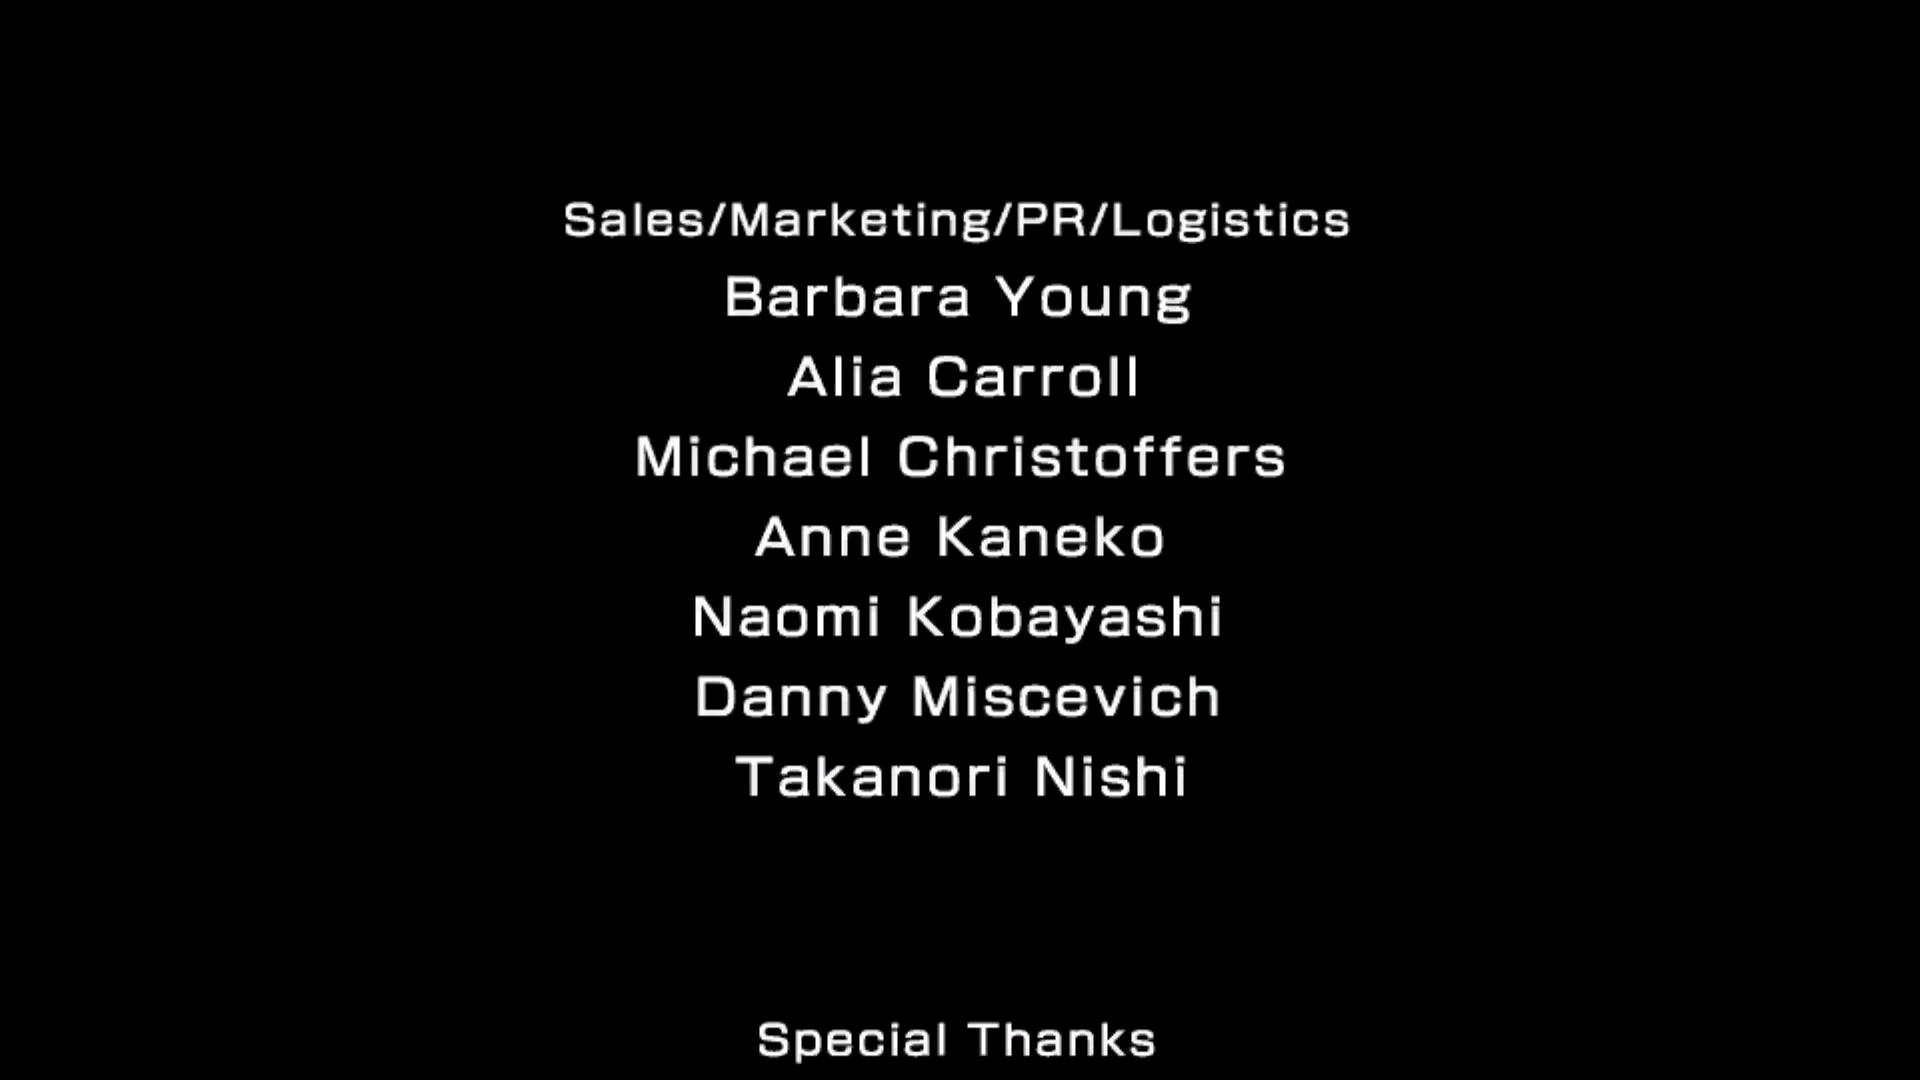 Sales/Marketing/PR/Logistics
Barbara Young
Alia Carroll
Michael Christoffers
Anne Kaneko
Naomi Kobayashi
Danny Miscevich
Takanori Nishi
Special Thanks